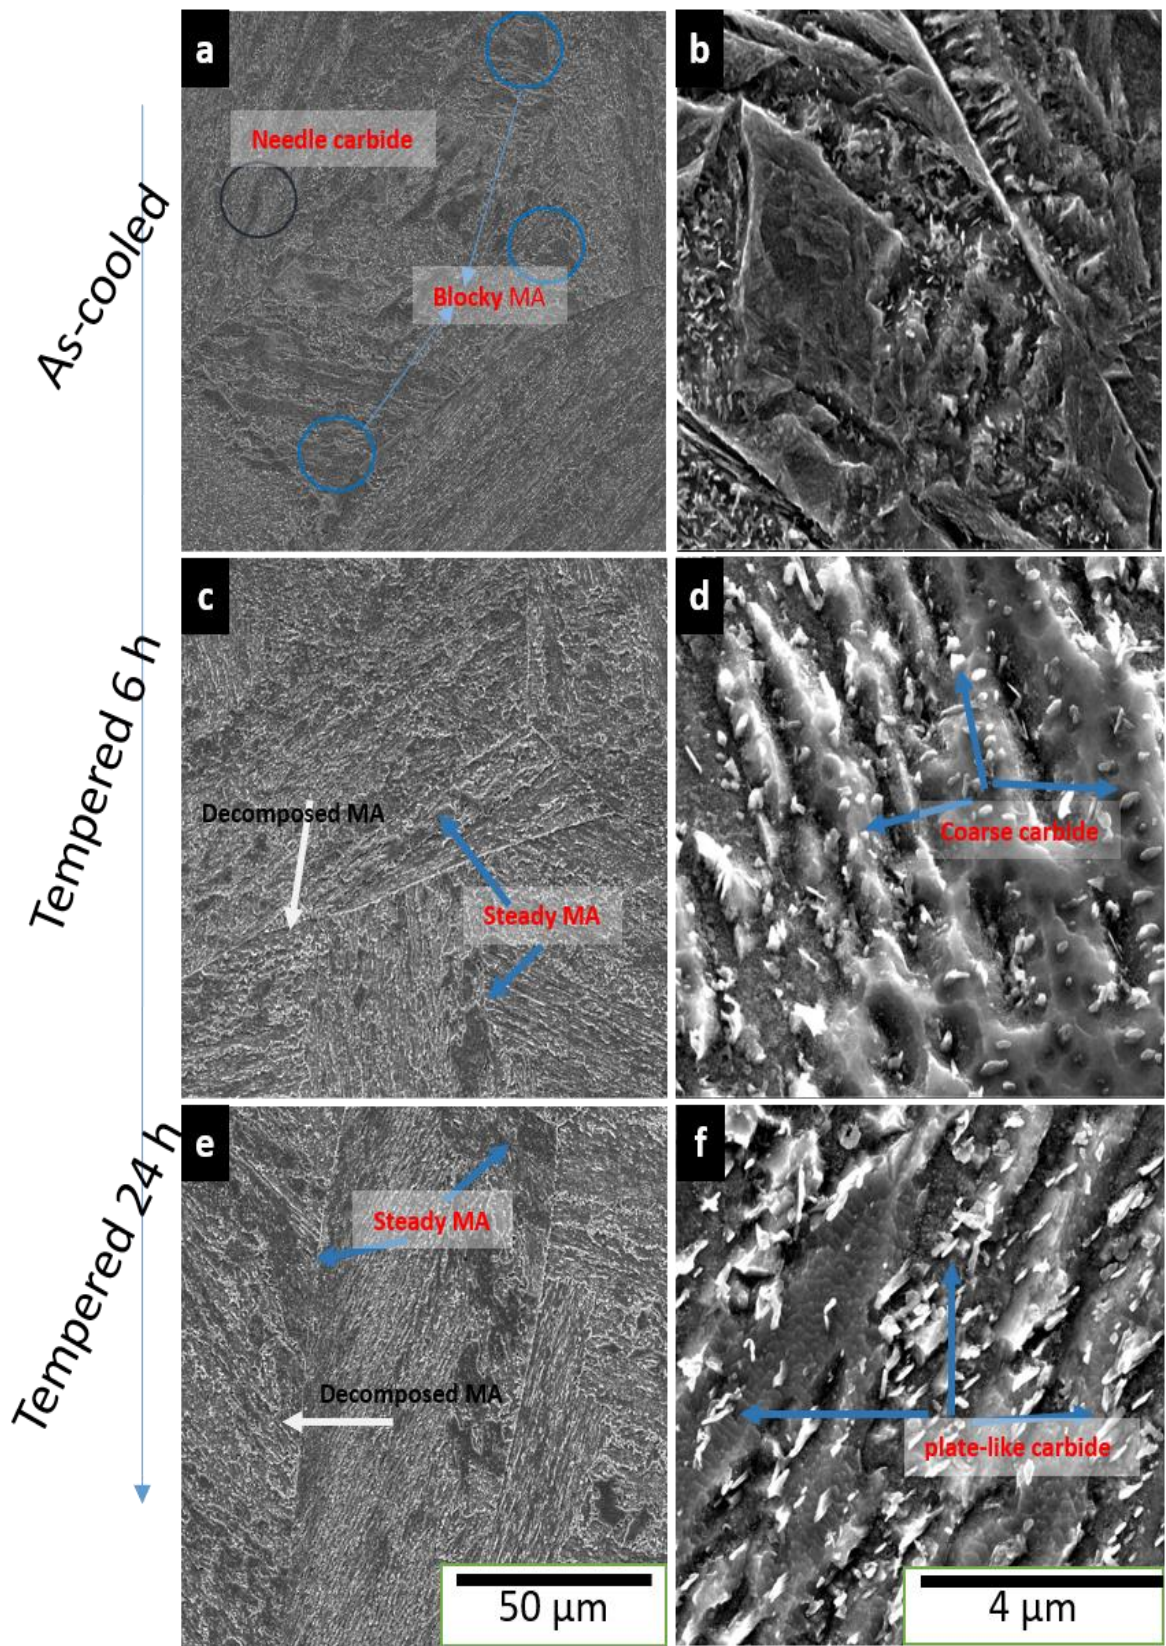 a
b
Needle carbide
As-cooled
Blocky MA
c
d
Tempered 6 h
Decomposed MA
Coarse carbide
Steady MA
e
f
Tempered 24 h
Steady MA
Decomposed MA
plate-like carbide
50 µm
4 µm